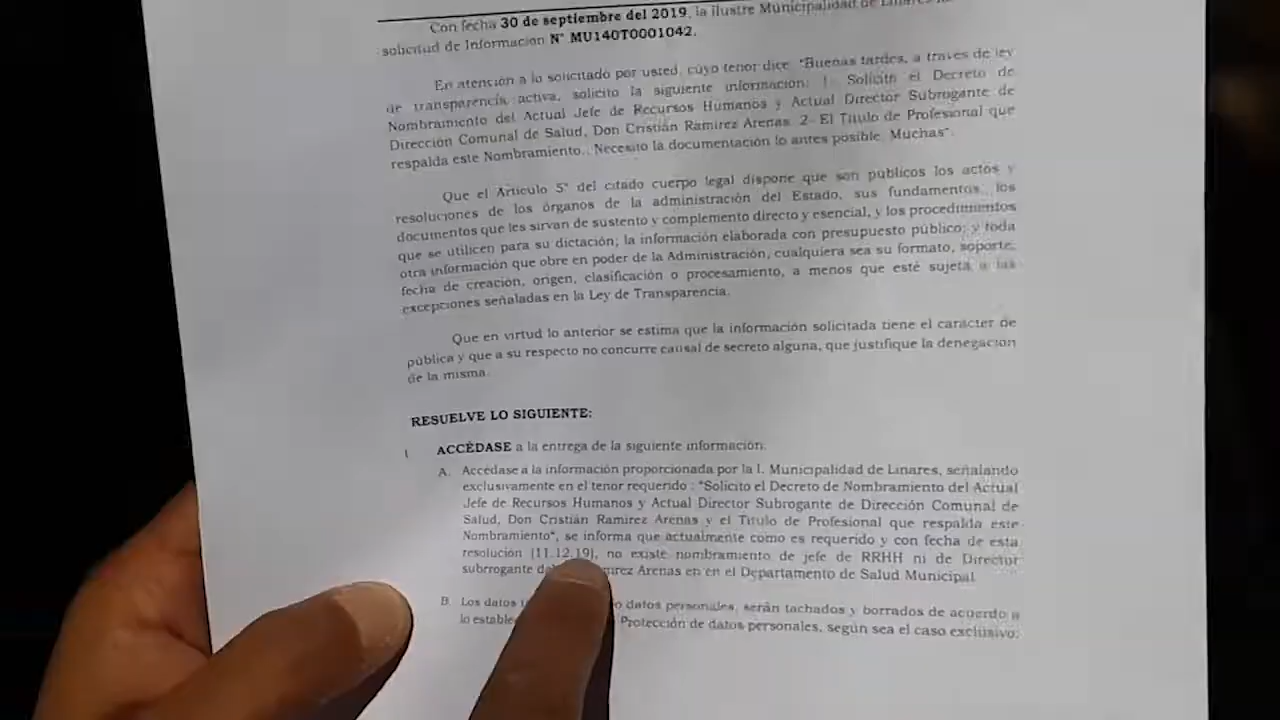 Con fecha 30 de septiembre del 2019, la ilustre Municipalidad de Linares
solicitud de Información N° MU140T0001042.
En atención a lo solicitado por usted, cuyo tenor dice: "Buenas tardes, a través de ley
de transparencia activa, solicito la siguiente información: 1- Solicito el Decreto de
Nombramiento del Actual Jefe de Recursos Humanos y Actual Director Subrogante de
Dirección Comunal de Salud, Don Cristián Ramirez Arenas. 2- El Titulo de Profesional que
respalda este Nombramiento.. Necesito la documentación lo antes posible. Muchas".
Que el Artículo 5° del citado cuerpo legal dispone que son públicos los actos y
resoluciones de los órganos de la administración del Estado, sus fundamentos, los
documentos que les sirvan de sustento y complemento directo y esencial, y los procedimientos
que se utilicen para su dictación; la información elaborada con presupuesto público; y toda
otra información que obre en poder de la Administración, cualquiera sea su formato, soporte,
fecha de creación, origen, clasificación o procesamiento, a menos que esté sujeta a las
excepciones señaladas en la Ley de Transparencia.
Que en virtud lo anterior se estima que la información solicitada tiene el carácter de
pública y que a su respecto no concurre causal de secreto alguna, que justifique la denegación
de la misma.
RESUELVE LO SIGUIENTE:
I. ACCÈDASE a la entrega de la siguiente información:
A. Accédase a la información proporcionada por la I. Municipalidad de Linares, señalando
exclusivamente en el tenor requerido : "Solicito el Decreto de Nombramiento del Actual
Jefe de Recursos Humanos y Actual Director Subrogante de Dirección Comunal de
Salud, Don Cristián Ramirez Arenas y el Titulo de Profesional que respalda este
Nombramiento", se informa que actualmente como es requerido y con fecha de esta
resolución (11.12.19), no existe nombramiento de jefe de RRHH ni de Director
subrrogante Arenas en en el Departamento de Salud Municipal
B. Los datos o datos personales, serán tachados y borrados de acuerdo a
lo Protección de datos personales, según sea el caso exclusivo.